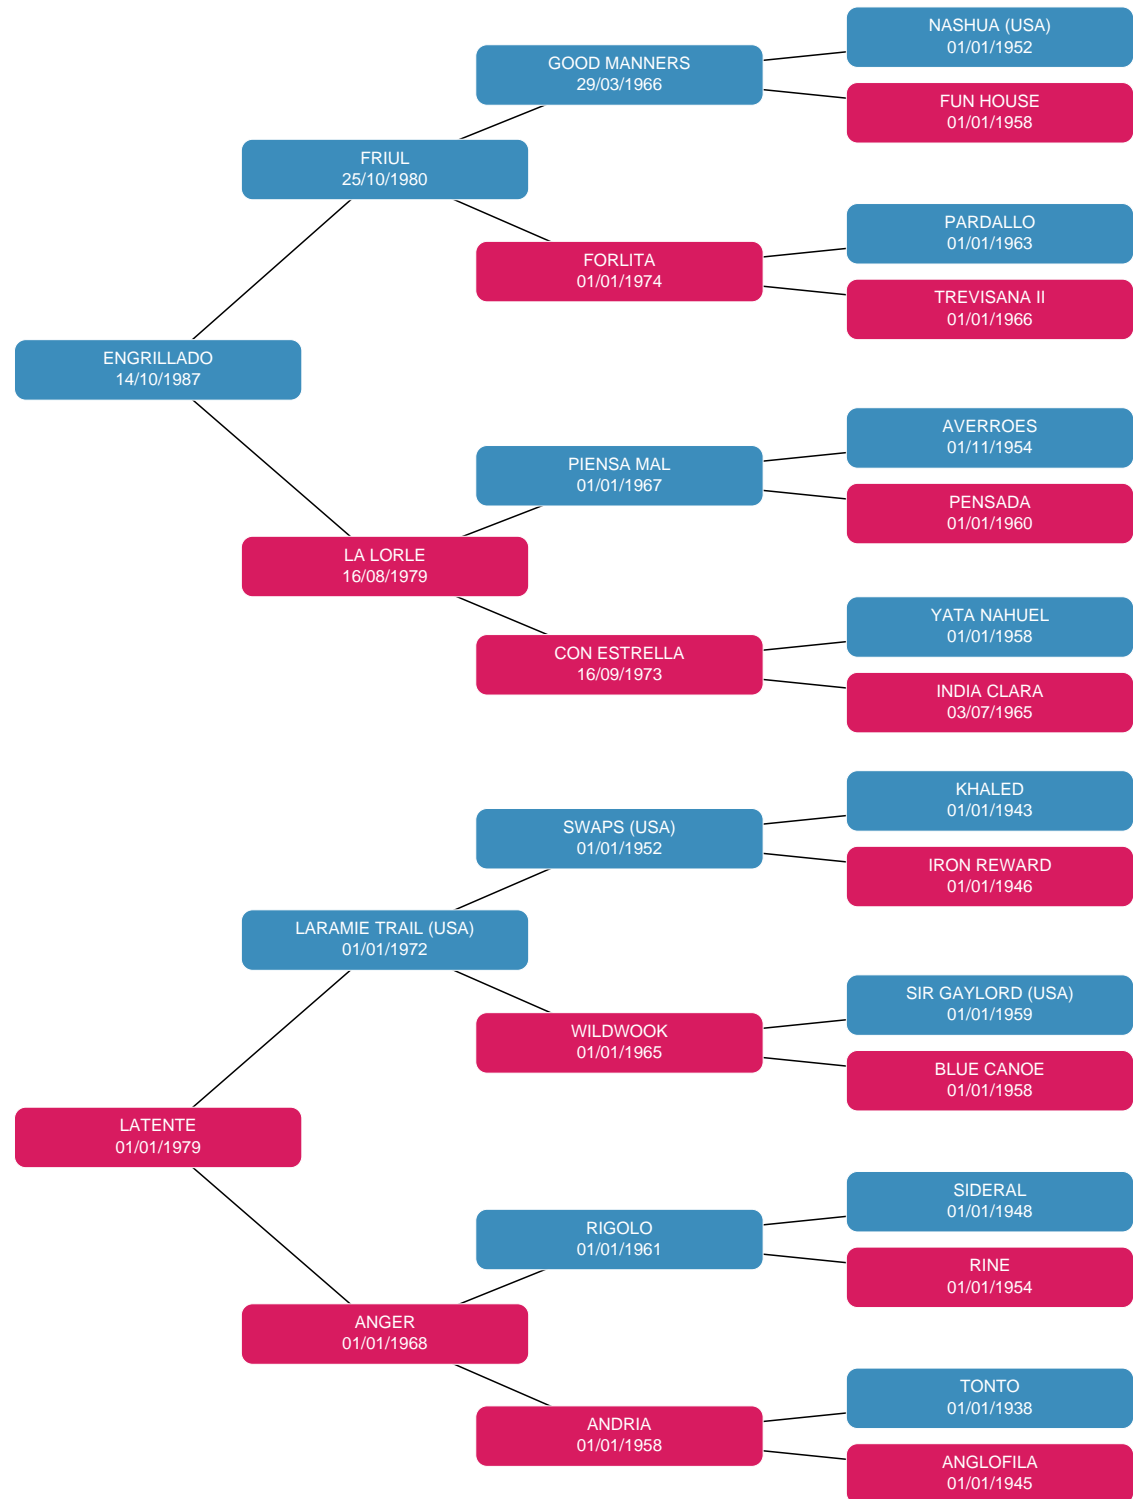 NASHUA (USA)
01/01/1952
GOOD MANNERS
29/03/1966
FUN HOUSE
01/01/1958
FRIUL
25/10/1980
PARDALLO
01/01/1963
FORLITA
01/01/1974
TREVISANA II
01/01/1966
ENGRILLADO
14/10/1987
AVERROES
01/11/1954
PIENSA MAL
01/01/1967
PENSADA
01/01/1960
LA LORLE
16/08/1979
YATA NAHUEL
01/01/1958
CON ESTRELLA
16/09/1973
INDIA CLARA
03/07/1965
KHALED
01/01/1943
SWAPS (USA)
01/01/1952
IRON REWARD
01/01/1946
LARAMIE TRAIL (USA)
01/01/1972
SIR GAYLORD (USA)
01/01/1959
WILDWOOK
01/01/1965
BLUE CANOE
01/01/1958
LATENTE
01/01/1979
SIDERAL
01/01/1948
RIGOLO
01/01/1961
RINE
01/01/1954
ANGER
01/01/1968
TONTO
01/01/1938
ANDRIA
01/01/1958
ANGLOFILA
01/01/1945